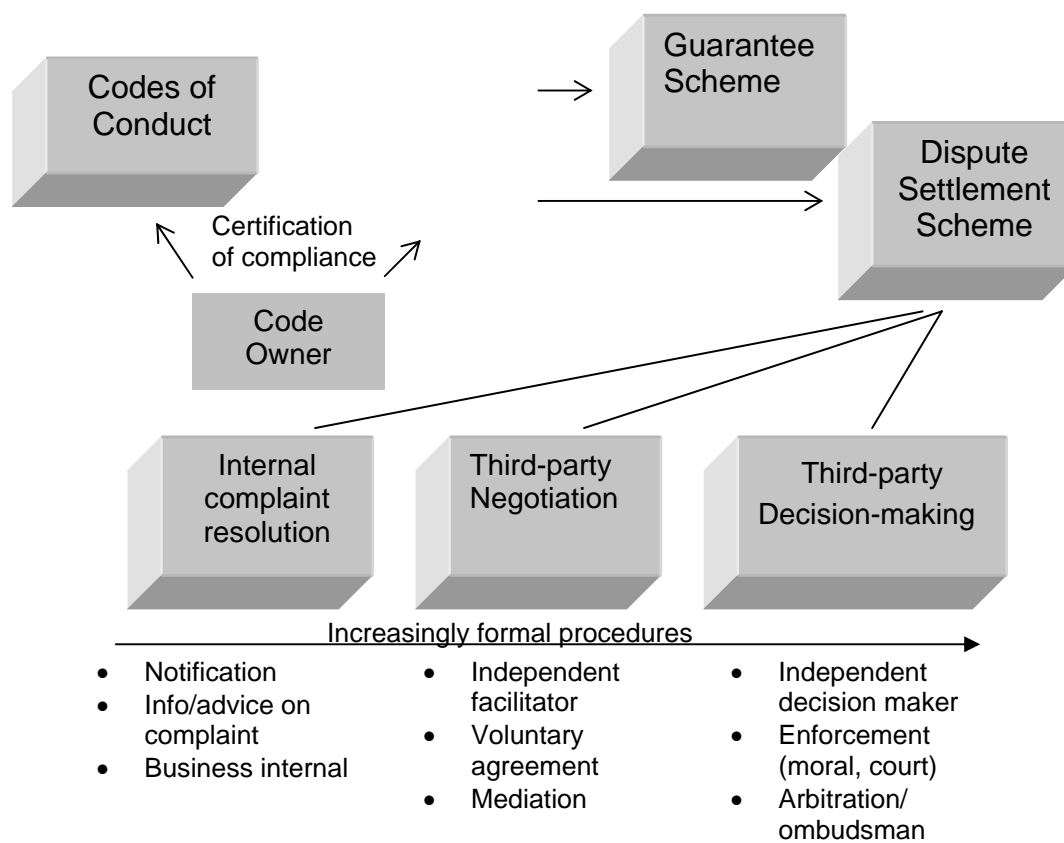 Codes of
Conduct
Guarantee
Scheme
Dispute
Settlement
Scheme
Certification
of compliance
Code
Owner
Internal
complaint
resolution
Third-party
Negotiation
Third-party
Decision-making
Increasingly formal procedures
• Notification
• Info/advice on
complaint
• Business internal
• Independent
facilitator
• Voluntary
agreement
• Mediation
• Independent
decision maker
• Enforcement
(moral, court)
• Arbitration/
ombudsman